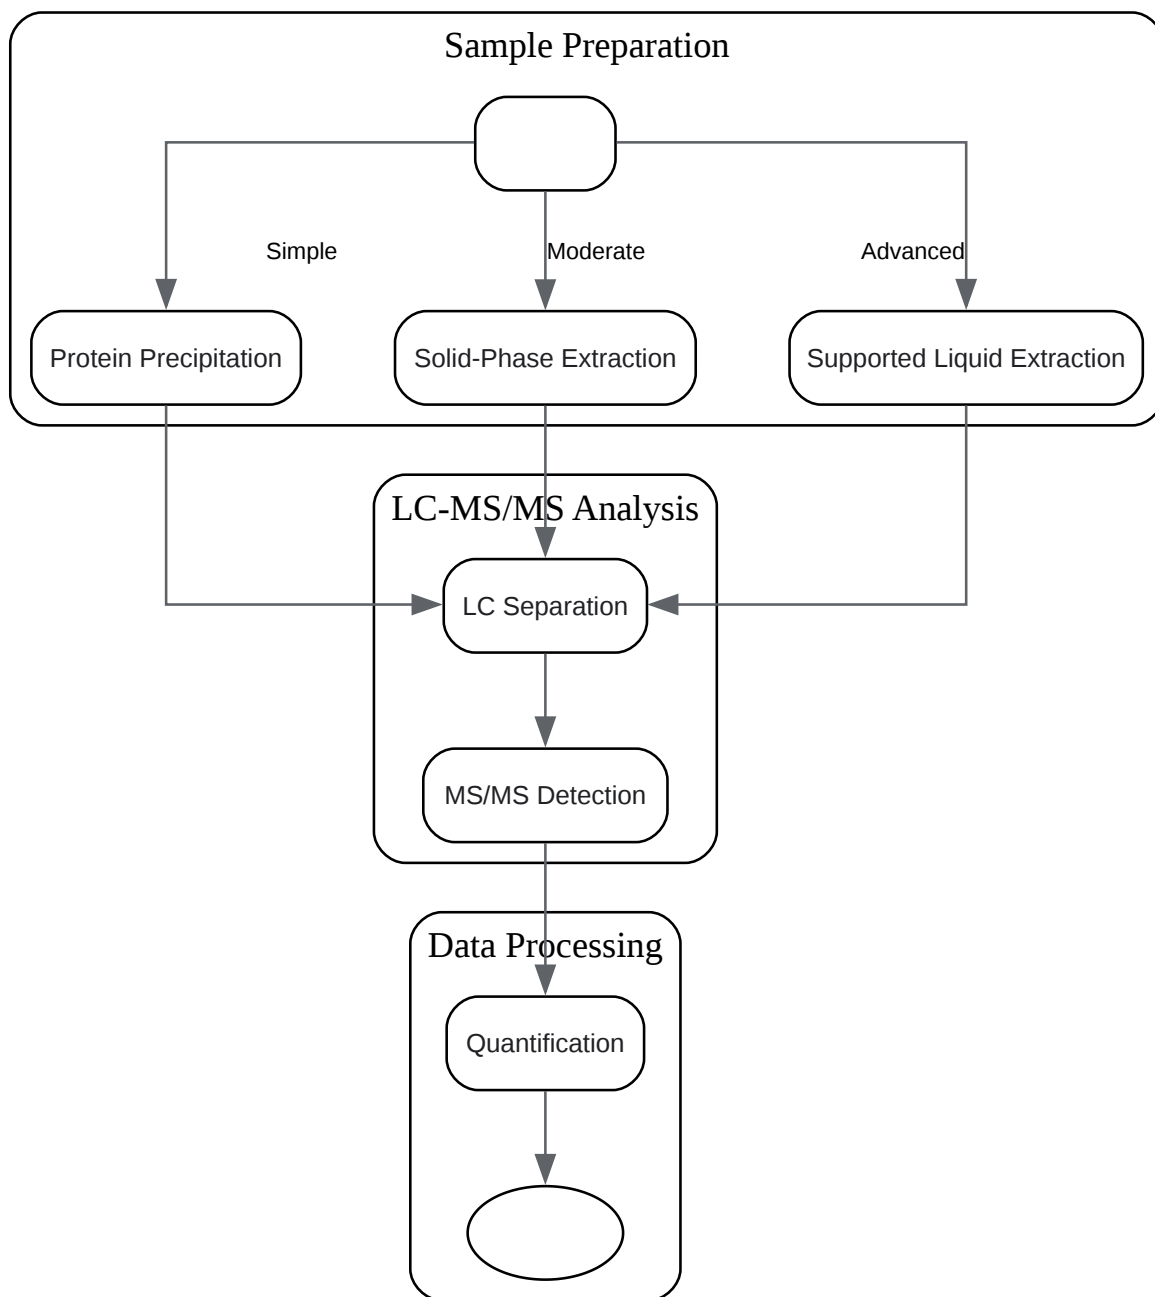 Sample Preparation
Simple
Moderate
Advanced
Protein Precipitation
Solid-Phase Extraction
Supported Liquid Extraction
LC-MS/MS Analysis
LC Separation
MS/MS Detection
Data Processing
Quantification